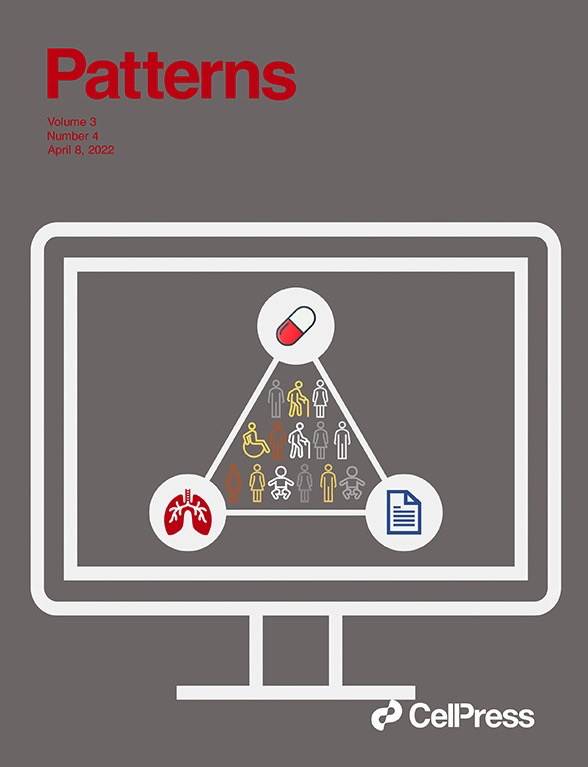 Patterns
Volume 3
Number 4
April 8, 2022
CellPress